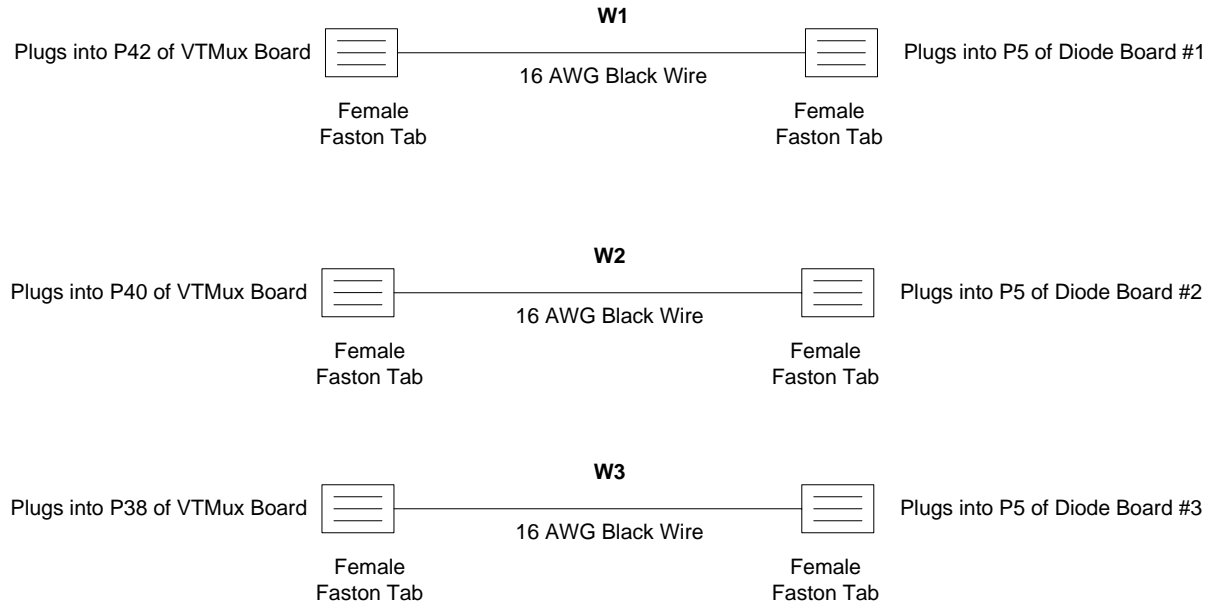 W1
Plugs into P42 of VTMux Board
Plugs into P5 of Diode Board #1
16 AWG Black Wire
Female
Faston Tab
Female
Faston Tab
W2
Plugs into P40 of VTMux Board
Plugs into P5 of Diode Board #2
16 AWG Black Wire
Female
Faston Tab
Female
Faston Tab
W3
Plugs into P38 of VTMux Board
Plugs into P5 of Diode Board #3
16 AWG Black Wire
Female
Faston Tab
Female
Faston Tab